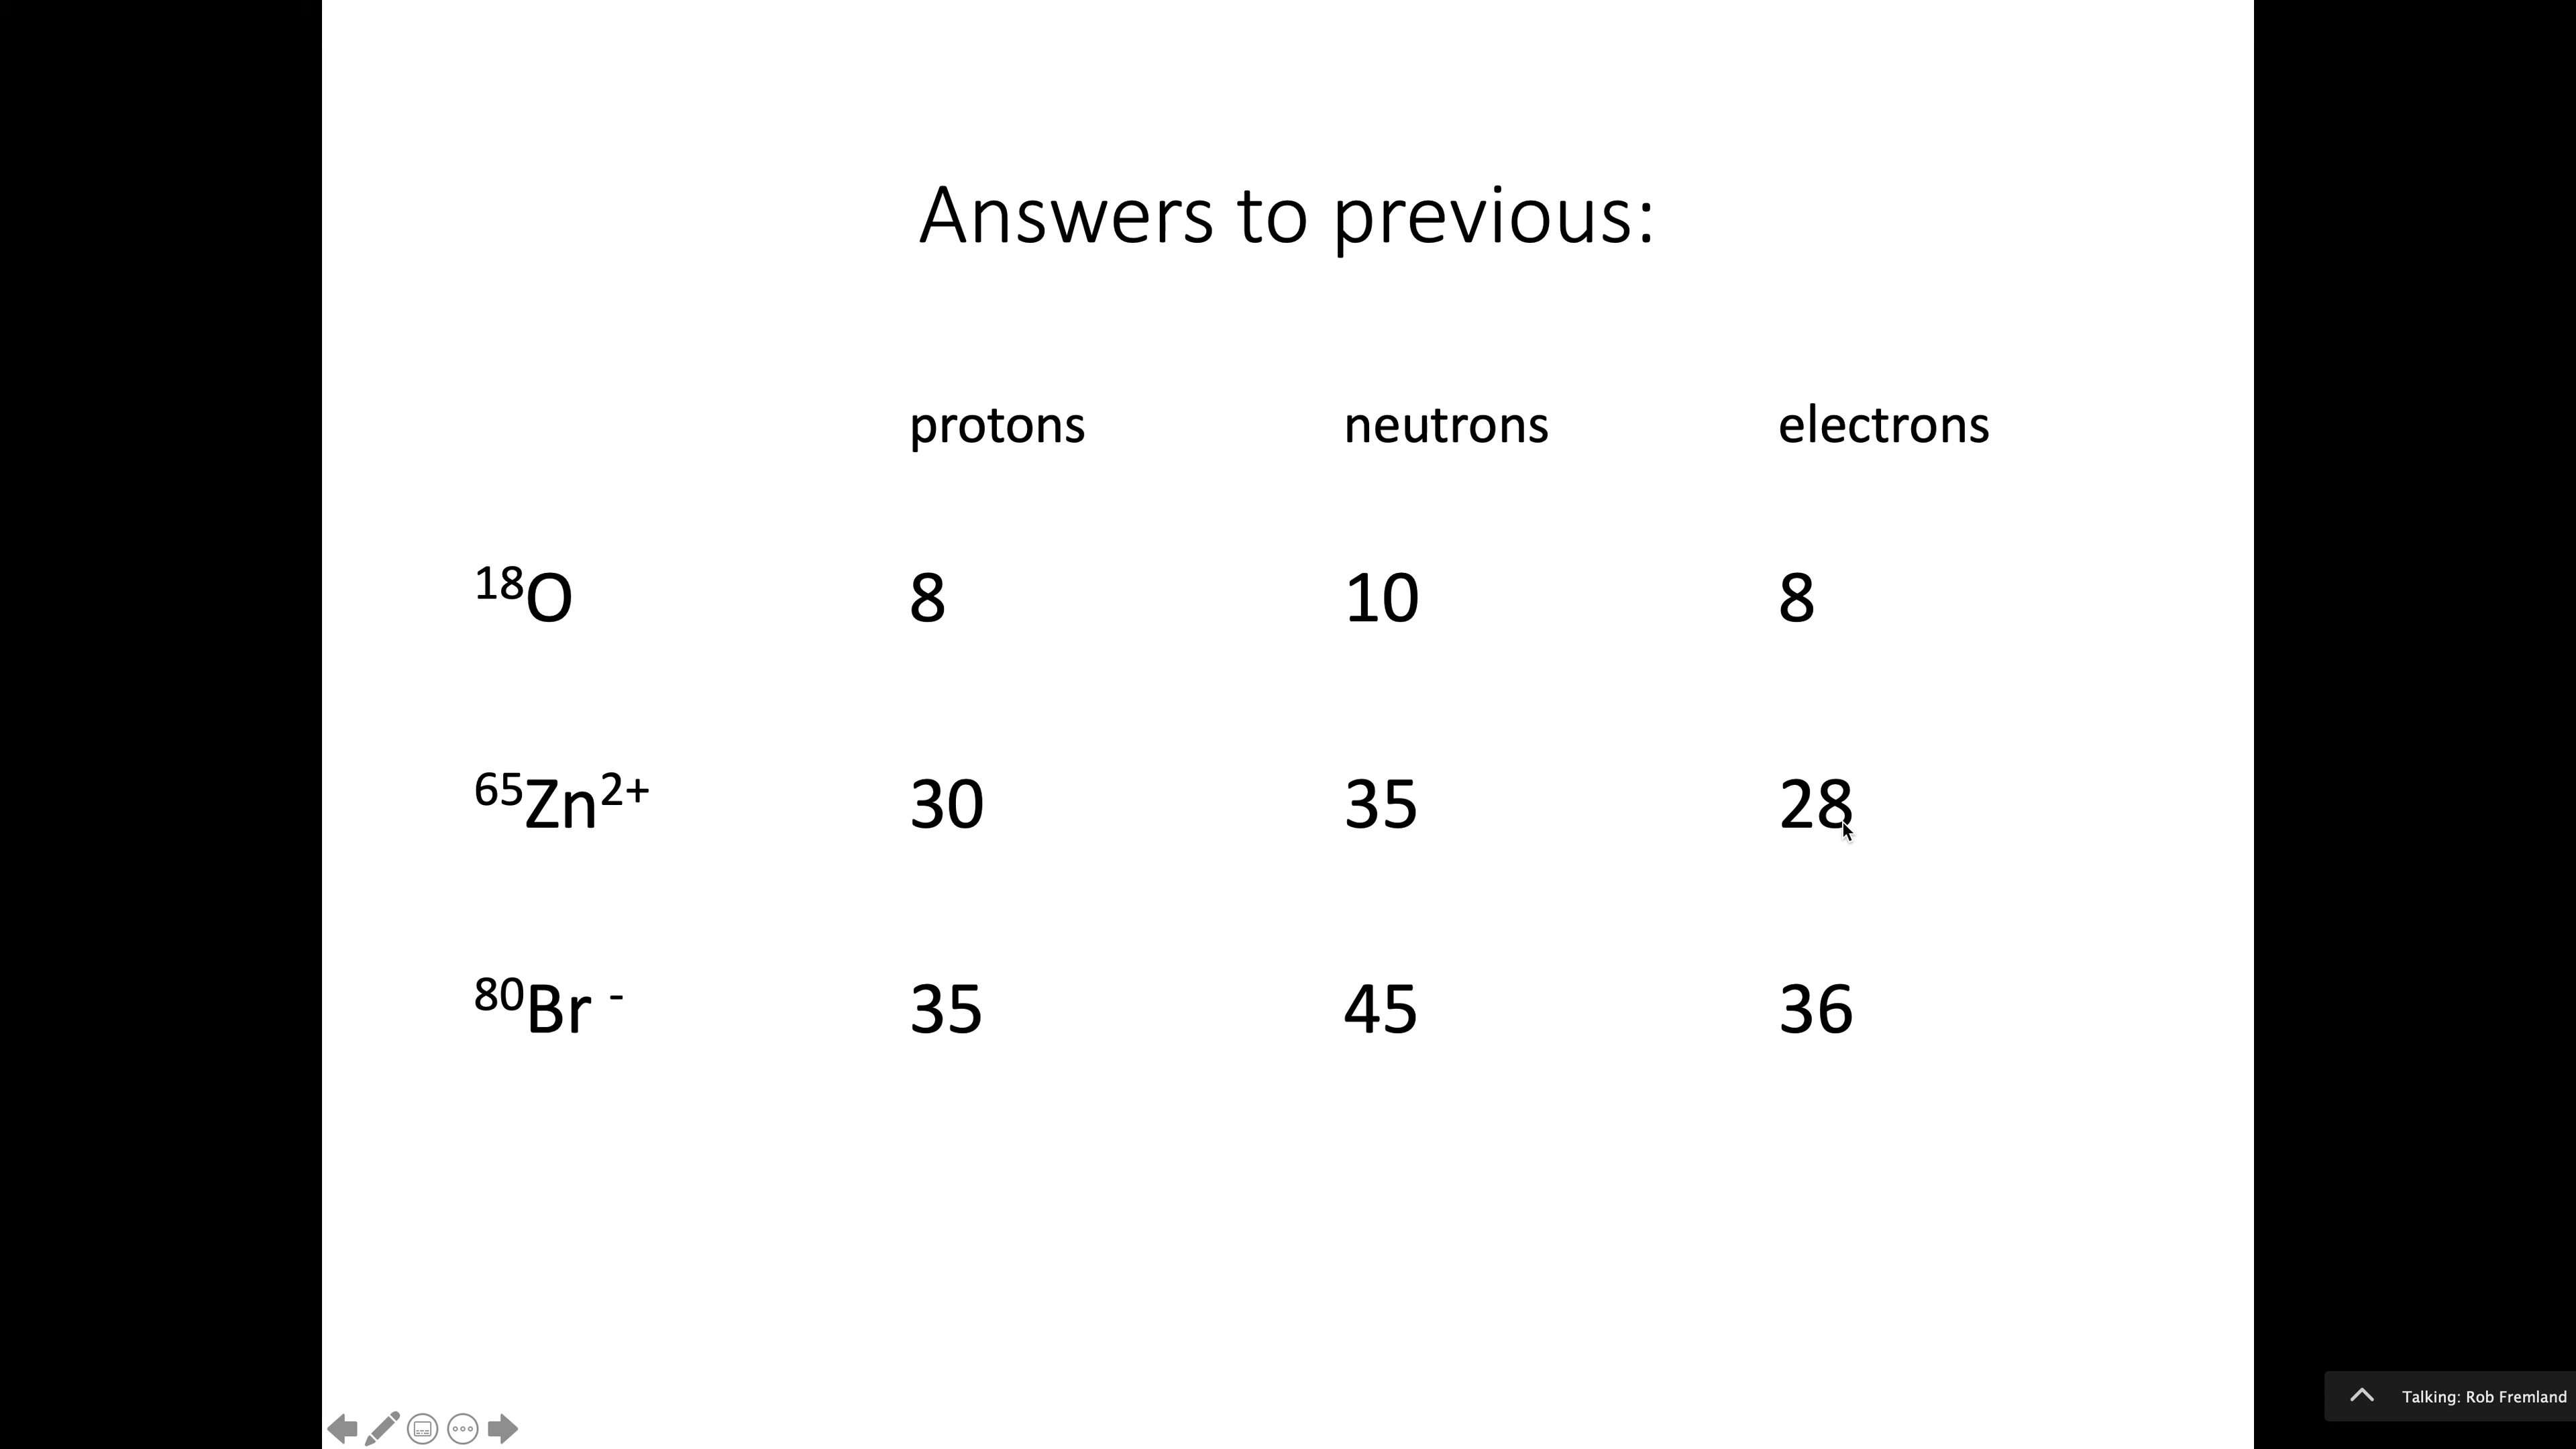 Answers to previous:
protons neutrons electrons
¹⁸O 8 10 8
⁶⁵Zn²⁺ 30 35 28
⁸⁰Br ⁻ 35 45 36
Talking: Rob Fremland